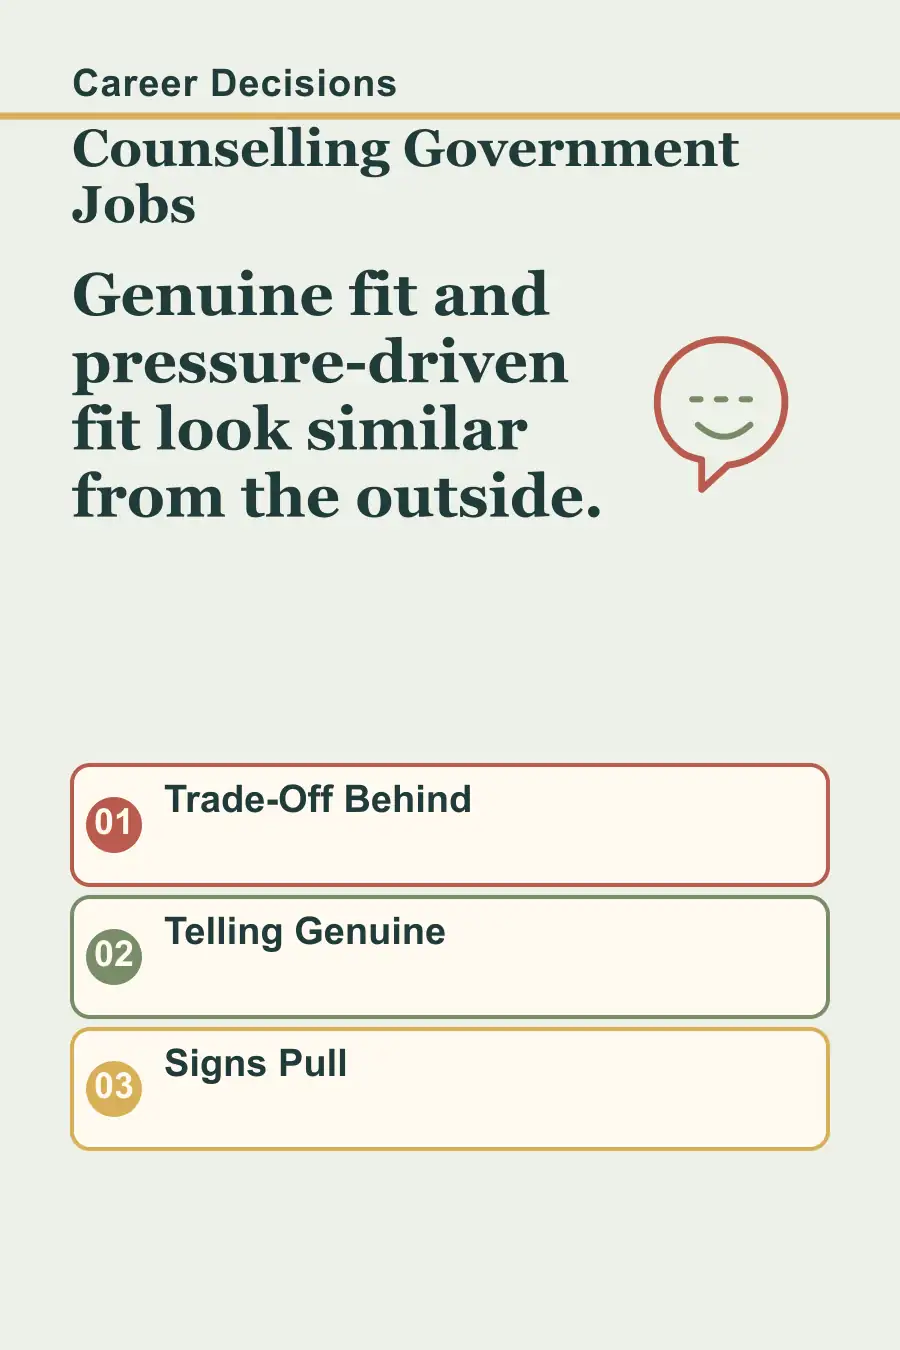 Career Decisions
Counselling Government
Jobs
Genuine fit and
pressure-driven
fit look similar
from the outside.
01
Trade-Off Behind
02
Telling Genuine
03
Signs Pull